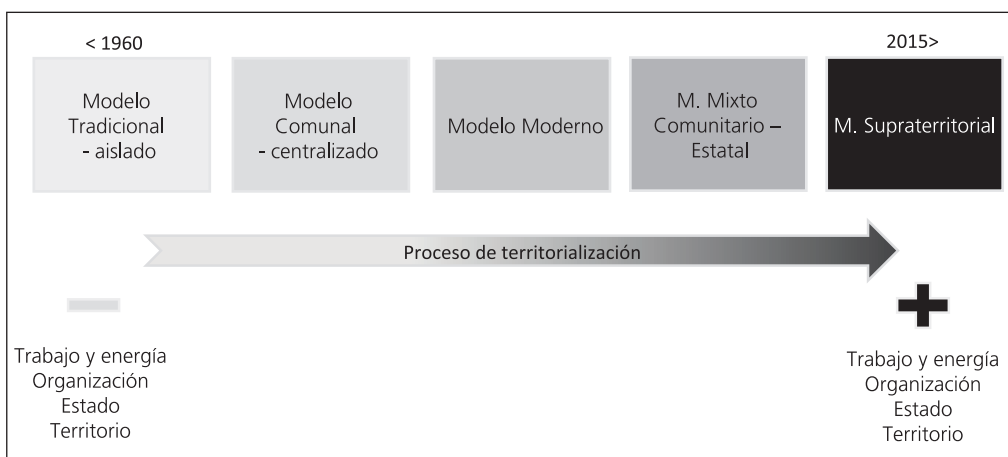 < 1960
2015>
Modelo
Tradicional
- aislado
Modelo
Comunal
- centralizado
Modelo Moderno
M. Mixto
Comunitario –
Estatal
M. Supraterritorial
Proceso de territorialización
Trabajo y energía
Organización
Estado
Territorio
Trabajo y energía
Organización
Estado
Territorio